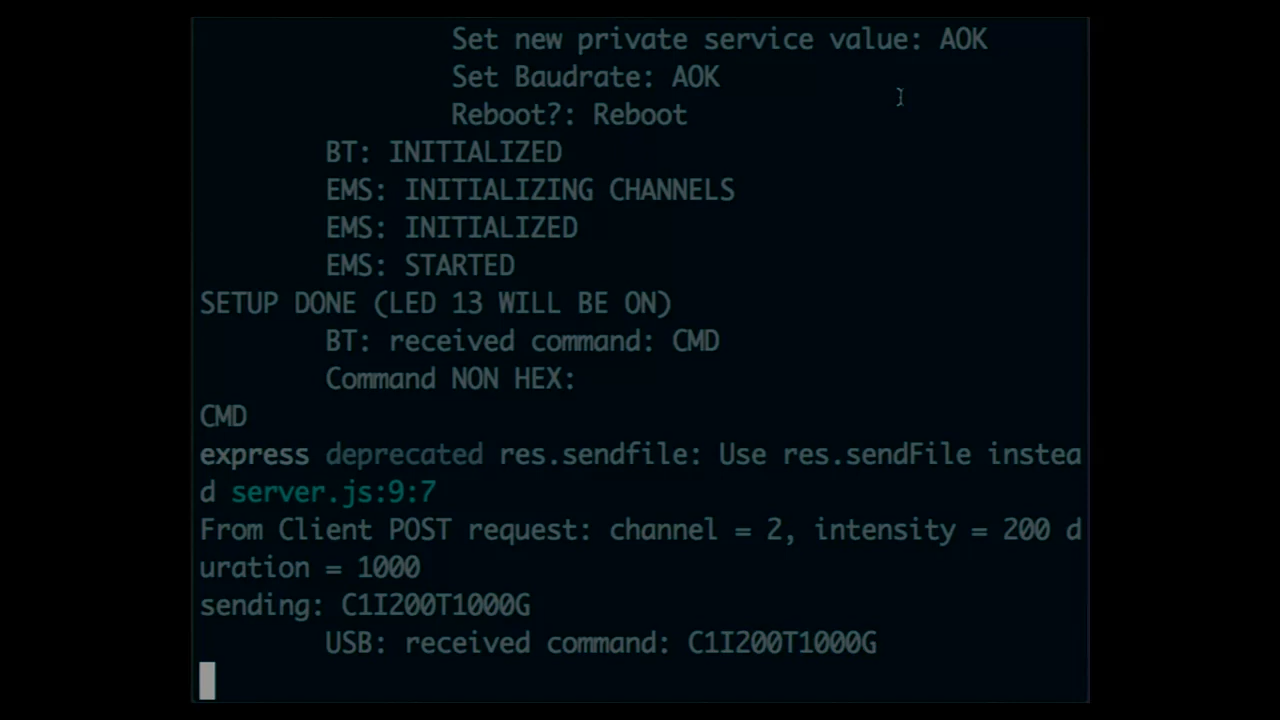 Set new private service value: AOK
Set Baudrate: AOK
Reboot?: Reboot
BT: INITIALIZED
EMS: INITIALIZING CHANNELS
EMS: INITIALIZED
EMS: STARTED
SETUP DONE (LED 13 WILL BE ON)
BT: received command: CMD
Command NON HEX:
CMD
express deprecated res.sendfile: Use res.sendFile instea
d server.js:9:7
From Client POST request: channel = 2, intensity = 200 d
uration = 1000
sending: C1I200T1000G
USB: received command: C1I200T1000G